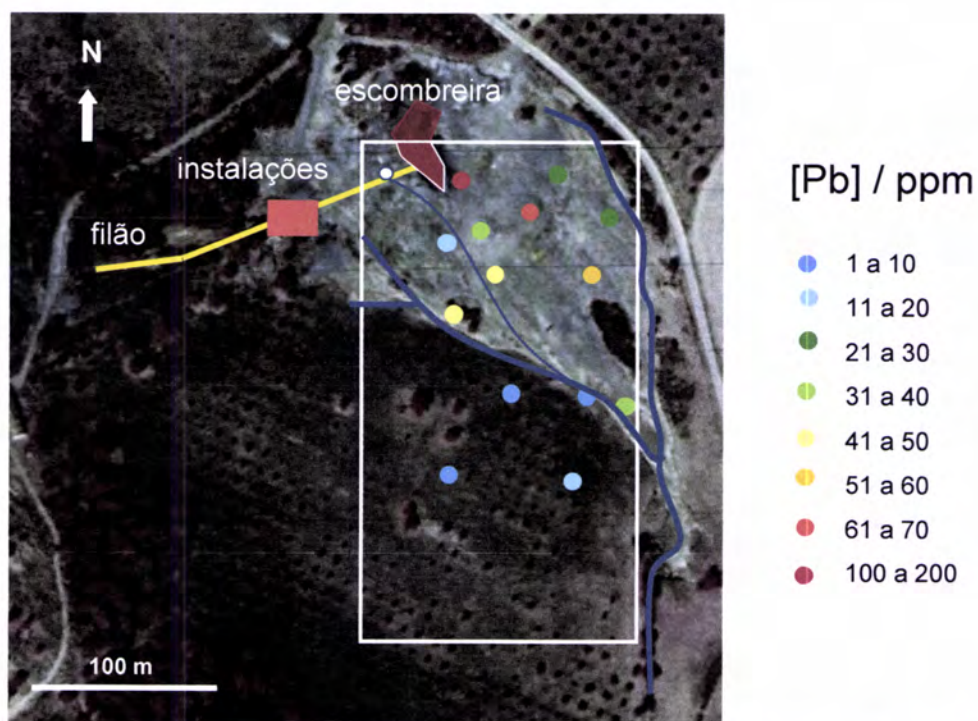 N
escombreira
instalações
filão
100 m
[Pb] / ppm
1 a 10
11 a 20
21 a 30
31 a 40
41 a 50
51 a 60
61 a 70
100 a 200